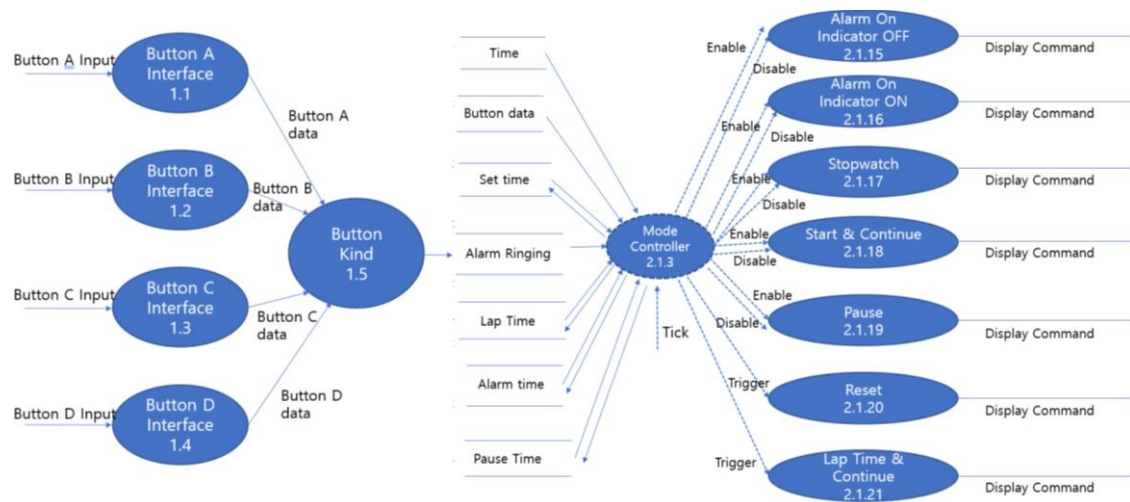 Button A Input
Button A
Interface
1.1
Button A
data
Button B Input
Button B
Interface
1.2
Button B
data
Button C Input
Button C
Interface
1.3
Button C
data
Button D Input
Button D
Interface
1.4
Button D
data
Button
Kind
1.5
Time
Button data
Set time
Alarm Ringing
Lap Time
Alarm time
Pause Time
Mode
Controller
2.1.3
Tick
Enable
Disable
Alarm On
Indicator OFF
2.1.15
Display Command
Enable
Disable
Alarm On
Indicator ON
2.1.16
Display Command
Enable
Disable
Stopwatch
2.1.17
Display Command
Enable
Disable
Start & Continue
2.1.18
Display Command
Enable
Disable
Pause
2.1.19
Display Command
Trigger
Reset
2.1.20
Display Command
Trigger
Lap Time &
Continue
2.1.21
Display Command